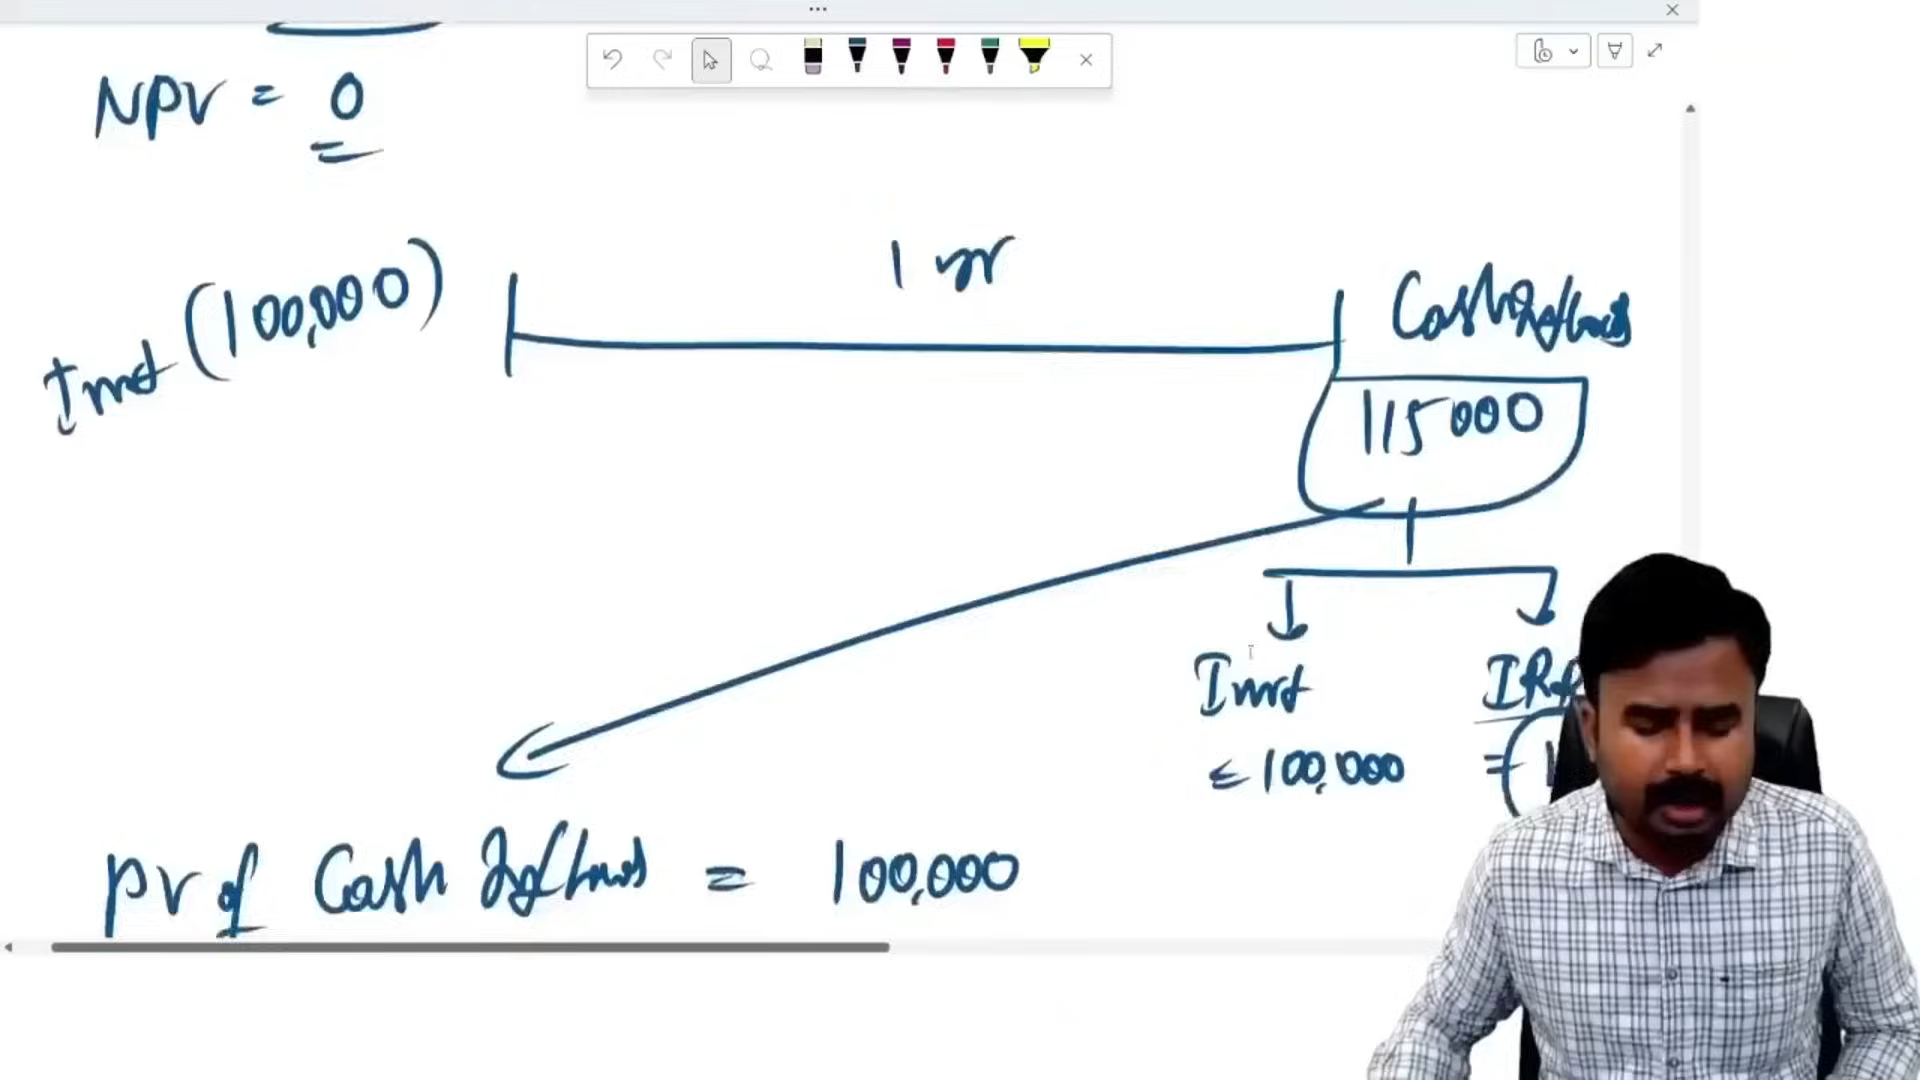 NPV = 0
1 yr
Cash Inflows
Invt (100,000)
115000
Invt IRR
= 100,000 =
PV of Cash Inflows = 100,000